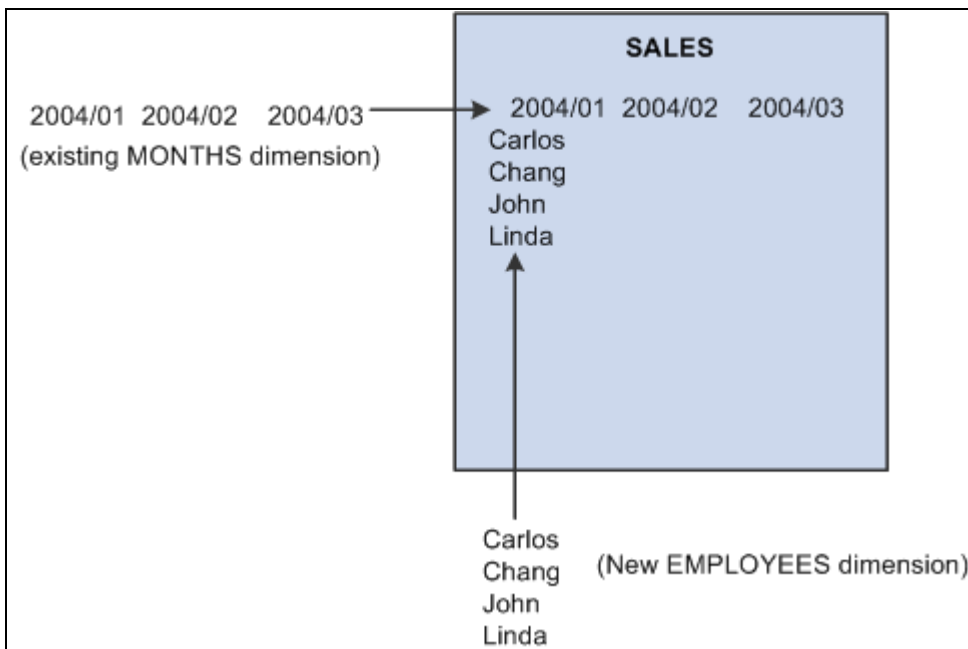 SALES
2004/01 2004/02 2004/03
(existing MONTHS dimension)
2004/01 2004/02 2004/03
Carlos
Chang
John
Linda
Carlos
Chang
John
Linda
(New EMPLOYEES dimension)